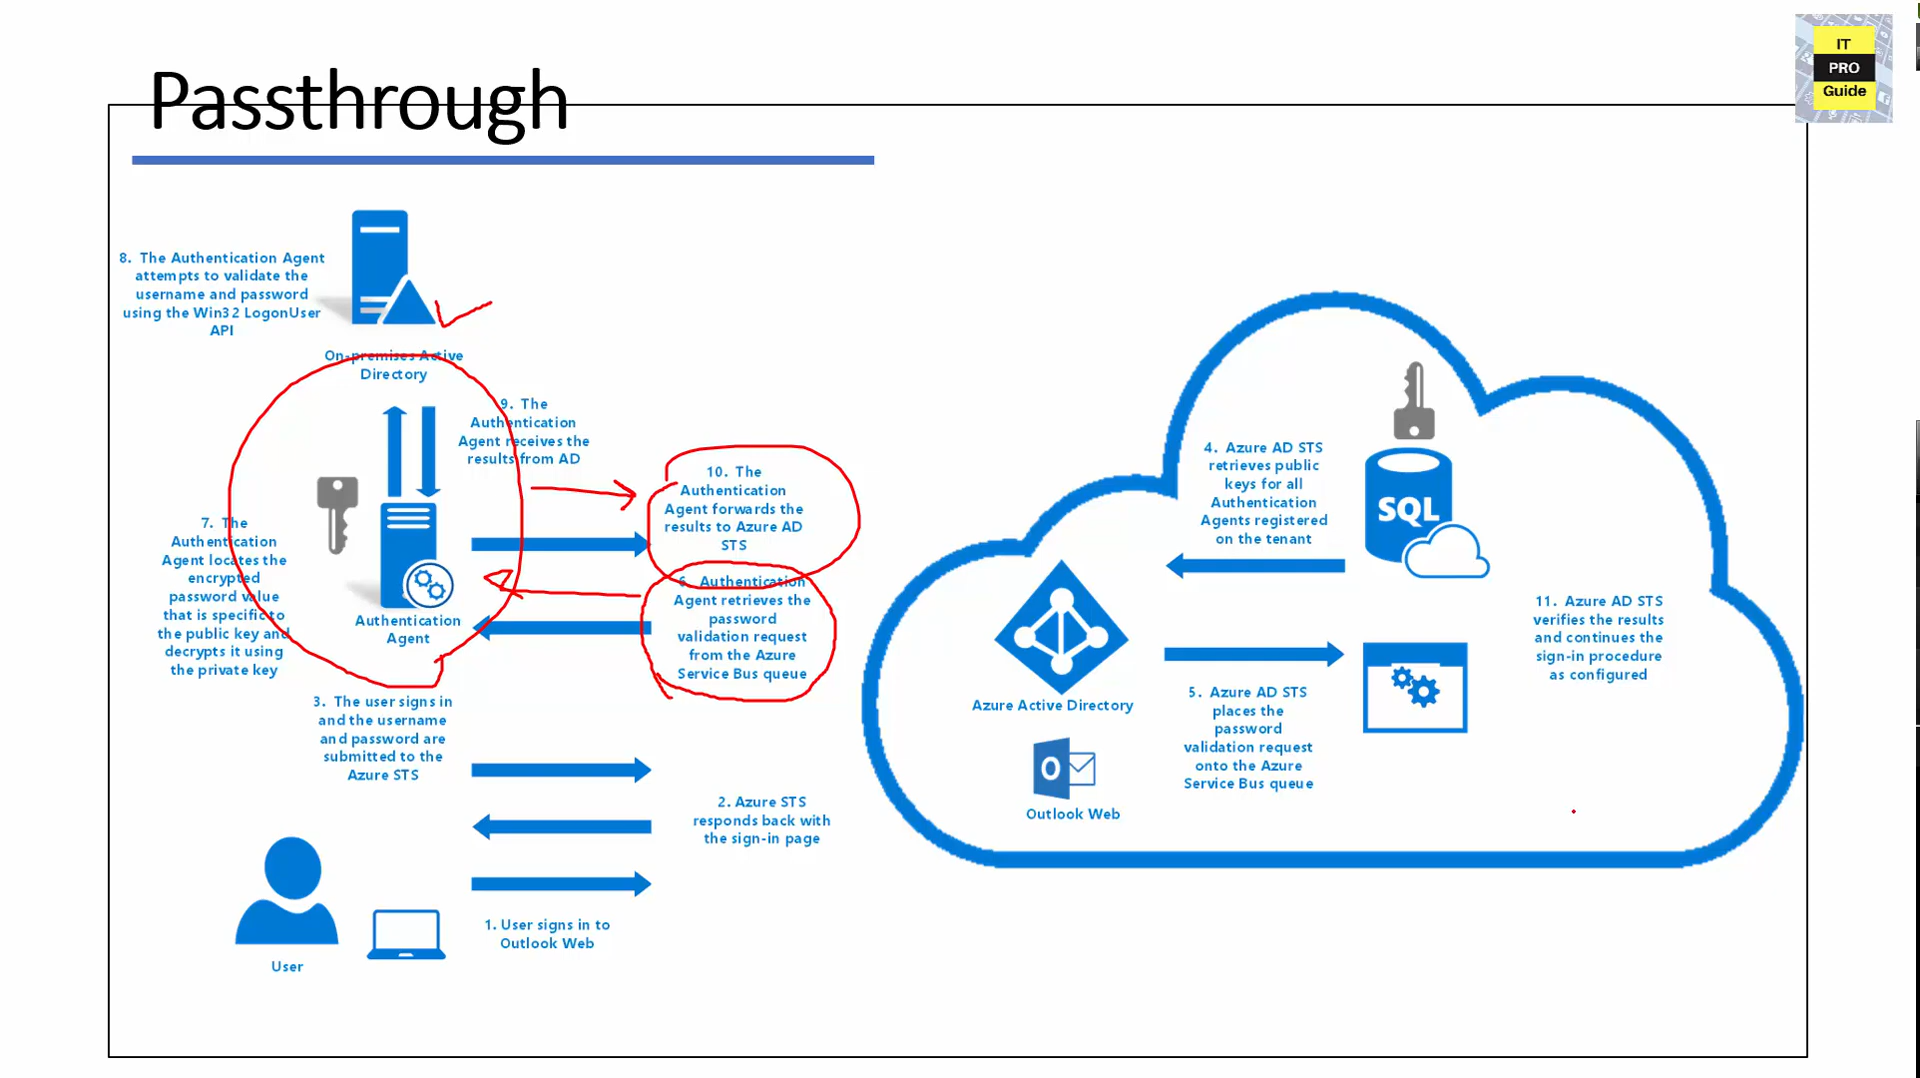 Passthrough
IT
PRO
Guide
8. The Authentication Agent
attempts to validate the
username and password
using the Win32 LogonUser
API
On-premises Active
Directory
9. The
Authentication
Agent receives the
results from AD
10. The
Authentication
Agent forwards the
results to Azure AD
STS
7. The
Authentication
Agent locates the
encrypted
password value
that is specific to
the public key and
decrypts it using
the private key
Authentication
Agent
6. Authentication
Agent retrieves the
password
validation request
from the Azure
Service Bus queue
3. The user signs in
and the username
and password are
submitted to the
Azure STS
2. Azure STS
responds back with
the sign-in page
1. User signs in to
Outlook Web
User
4. Azure AD STS
retrieves public
keys for all
Authentication
Agents registered
on the tenant
SQL
Azure Active Directory
O
Outlook Web
5. Azure AD STS
places the
password
validation request
onto the Azure
Service Bus queue
11. Azure AD STS
verifies the results
and continues the
sign-in procedure
as configured